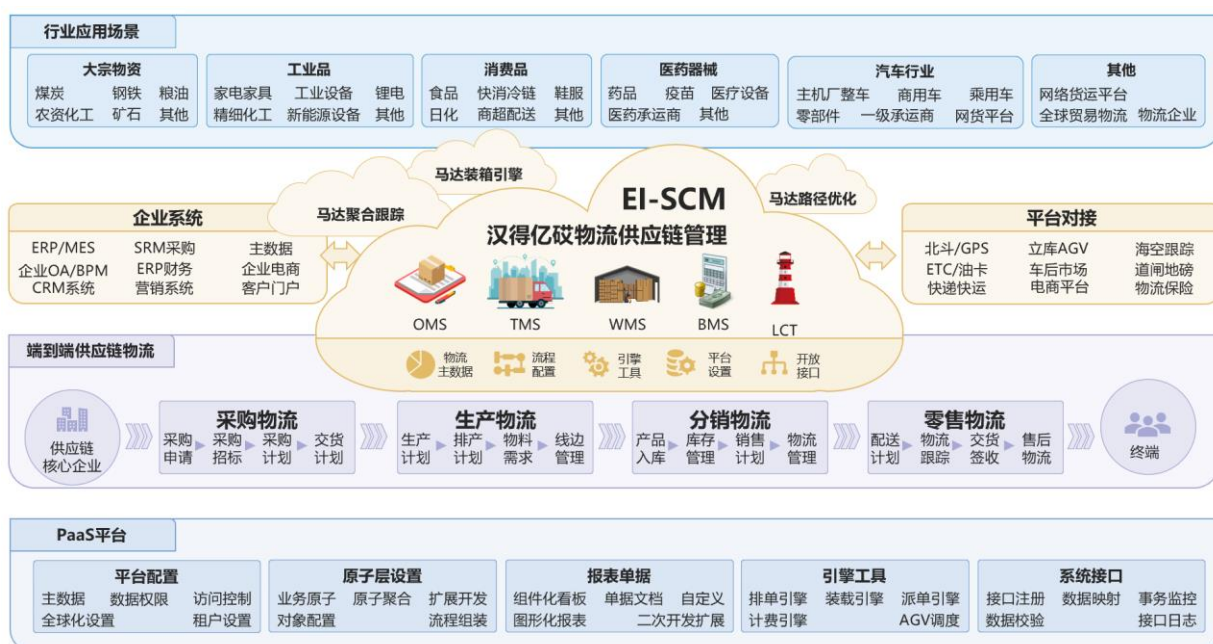 行业应用场景
大宗物资
煤炭 钢铁 粮油
农资化工 矿石 其他
工业品
家电家具 工业设备 锂电
精细化工 新能源设备 其他
消费品
食品 快消冷链 鞋服
日化 商超配送 其他
医药器械
药品 疫苗 医疗设备
医药承运商 其他
汽车行业
主机厂整车 商用车 乘用车
零部件 一级承运商 网货平台
其他
网络货运平台
全球贸易物流 物流企业
马达装箱引擎
马达聚合跟踪
马达路径优化
EI-SCM
汉得亿砹物流供应链管理
企业系统
ERP/MES SRM采购 主数据
企业OA/BPM ERP财务 企业电商
CRM系统 营销系统 客户门户
平台对接
北斗/GPS 立库AGV 海空跟踪
ETC/油卡 车后市场 道闸地磅
快递快运 电商平台 物流保险
OMS TMS WMS BMS LCT
物流
主数据
流程
配置
引擎
工具
平台
设置
开放
接口
端到端供应链物流
供应链
核心企业
采购物流
采购
申请
采购
招标
采购
计划
交货
计划
生产物流
生产
计划
排产
计划
物料
需求
线边
管理
分销物流
产品
入库
库存
管理
销售
计划
物流
管理
零售物流
配送
计划
物流
跟踪
交货
签收
售后
物流
终端
PaaS平台
平台配置
主数据 数据权限 访问控制
全球化设置 租户设置
原子层设置
业务原子 原子聚合 扩展开发
对象配置 流程组装
报表单据
组件化看板 单据文档 自定义
图形化报表 二次开发扩展
引擎工具
排单引擎 装载引擎 派单引擎
计费引擎 AGV调度
系统接口
接口注册 数据映射 事务监控
数据校验 接口日志